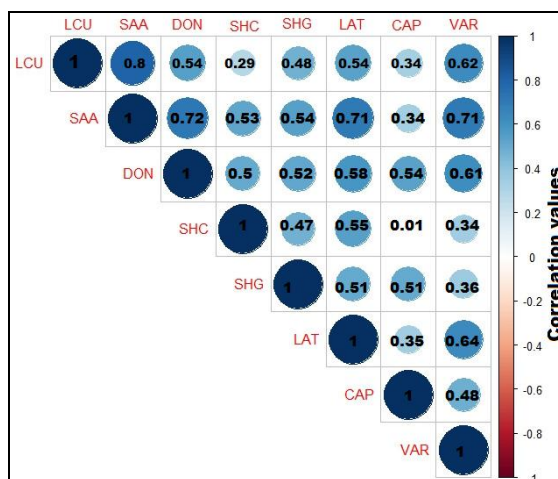 LCU SAA DON SHC SHG LAT CAP VAR
LCU 1 0.8 0.54 0.29 0.48 0.54 0.34 0.62
SAA 1 0.72 0.53 0.54 0.71 0.34 0.71
DON 1 0.5 0.52 0.58 0.54 0.61
SHC 1 0.47 0.55 0.01 0.34
SHG 1 0.51 0.51 0.36
LAT 1 0.35 0.64
CAP 1 0.48
VAR 1
1
0.8
0.6
0.4
0.2
0
-0.2
-0.4
-0.6
-0.8
-1
Correlation values